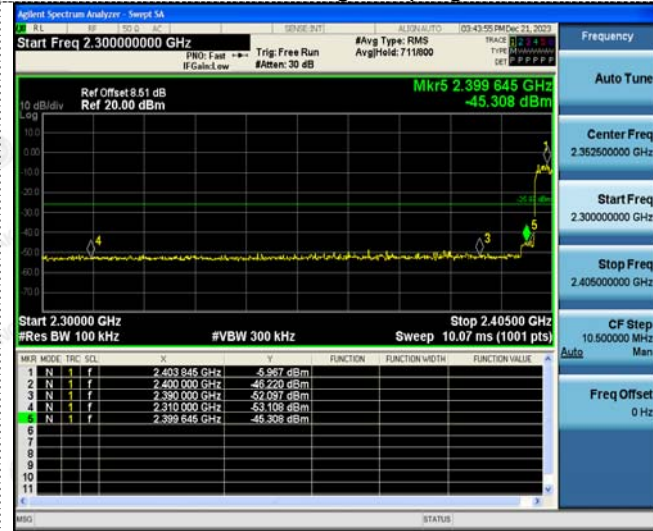 Agilent Spectrum Analyzer - Swept SA
RL RF 50 Ω AC SENSE:INT ALIGN AUTO 03:43:55 PM Dec 21, 2023
Start Freq 2.300000000 GHz
PNO: Fast
IFGain:Low
Trig: Free Run
#Atten: 30 dB
#Avg Type: RMS
Avg|Hold: 711/800
TRACE 1 2 3 4 5 6
TYPE M
DET P P P P P P
Mkr5 2.399 645 GHz
-45.308 dBm
Ref Offset 8.51 dB
Ref 20.00 dBm
10 dB/div
Log
10.0
0.00
-10.0
-20.0
-30.0
-40.0
-50.0
-60.0
-70.0
1
5
3
4
Start 2.30000 GHz
Stop 2.40500 GHz
#Res BW 100 kHz
#VBW 300 kHz
Sweep 10.07 ms (1001 pts)
MKR MODE TRC SCL X Y FUNCTION FUNCTION WIDTH FUNCTION VALUE
1 N 1 f 2.403 845 GHz -5.967 dBm
2 N 1 f 2.400 000 GHz -46.220 dBm
3 N 1 f 2.390 000 GHz -52.097 dBm
4 N 1 f 2.310 000 GHz -53.108 dBm
5 N 1 f 2.399 645 GHz -45.308 dBm
6
7
8
9
10
11
MSG
STATUS
Frequency
Auto Tune
Center Freq
2.352500000 GHz
Start Freq
2.300000000 GHz
Stop Freq
2.405000000 GHz
CF Step
10.500000 MHz
Auto Man
Freq Offset
0 Hz